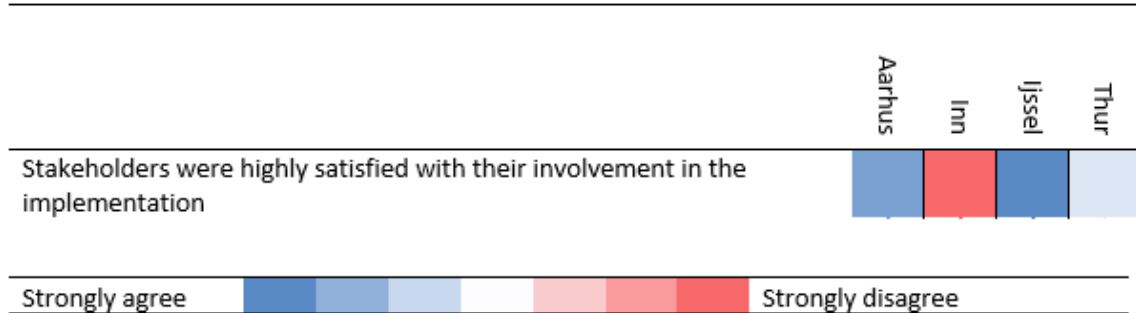 Aarhus
Inn
Ijssel
Thur
Stakeholders were highly satisfied with their involvement in the
implementation
Strongly agree
Strongly disagree